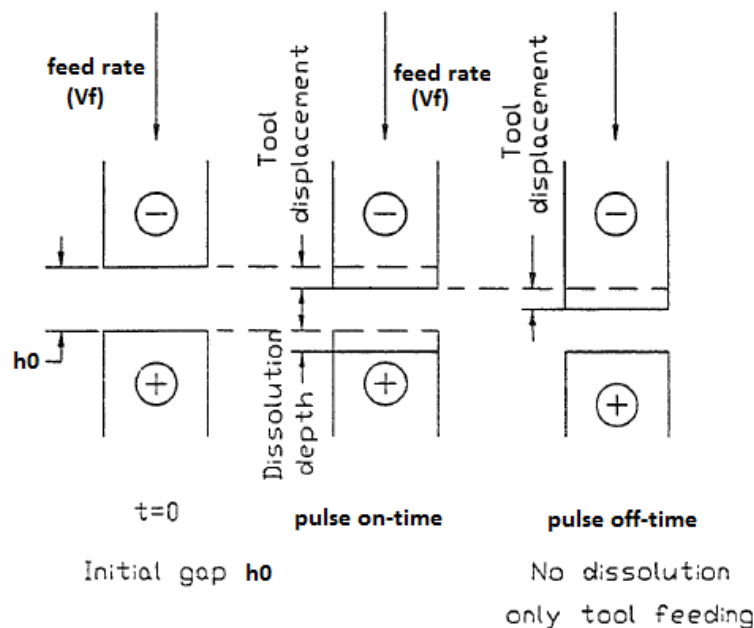 feed rate
(Vf)
Tool
displacement
feed rate
(Vf)
Tool
displacement
−
−
−
h0
Dissolution
depth
+
+
+
t=0
Initial gap h0
pulse on-time
pulse off-time
No dissolution
only tool feeding